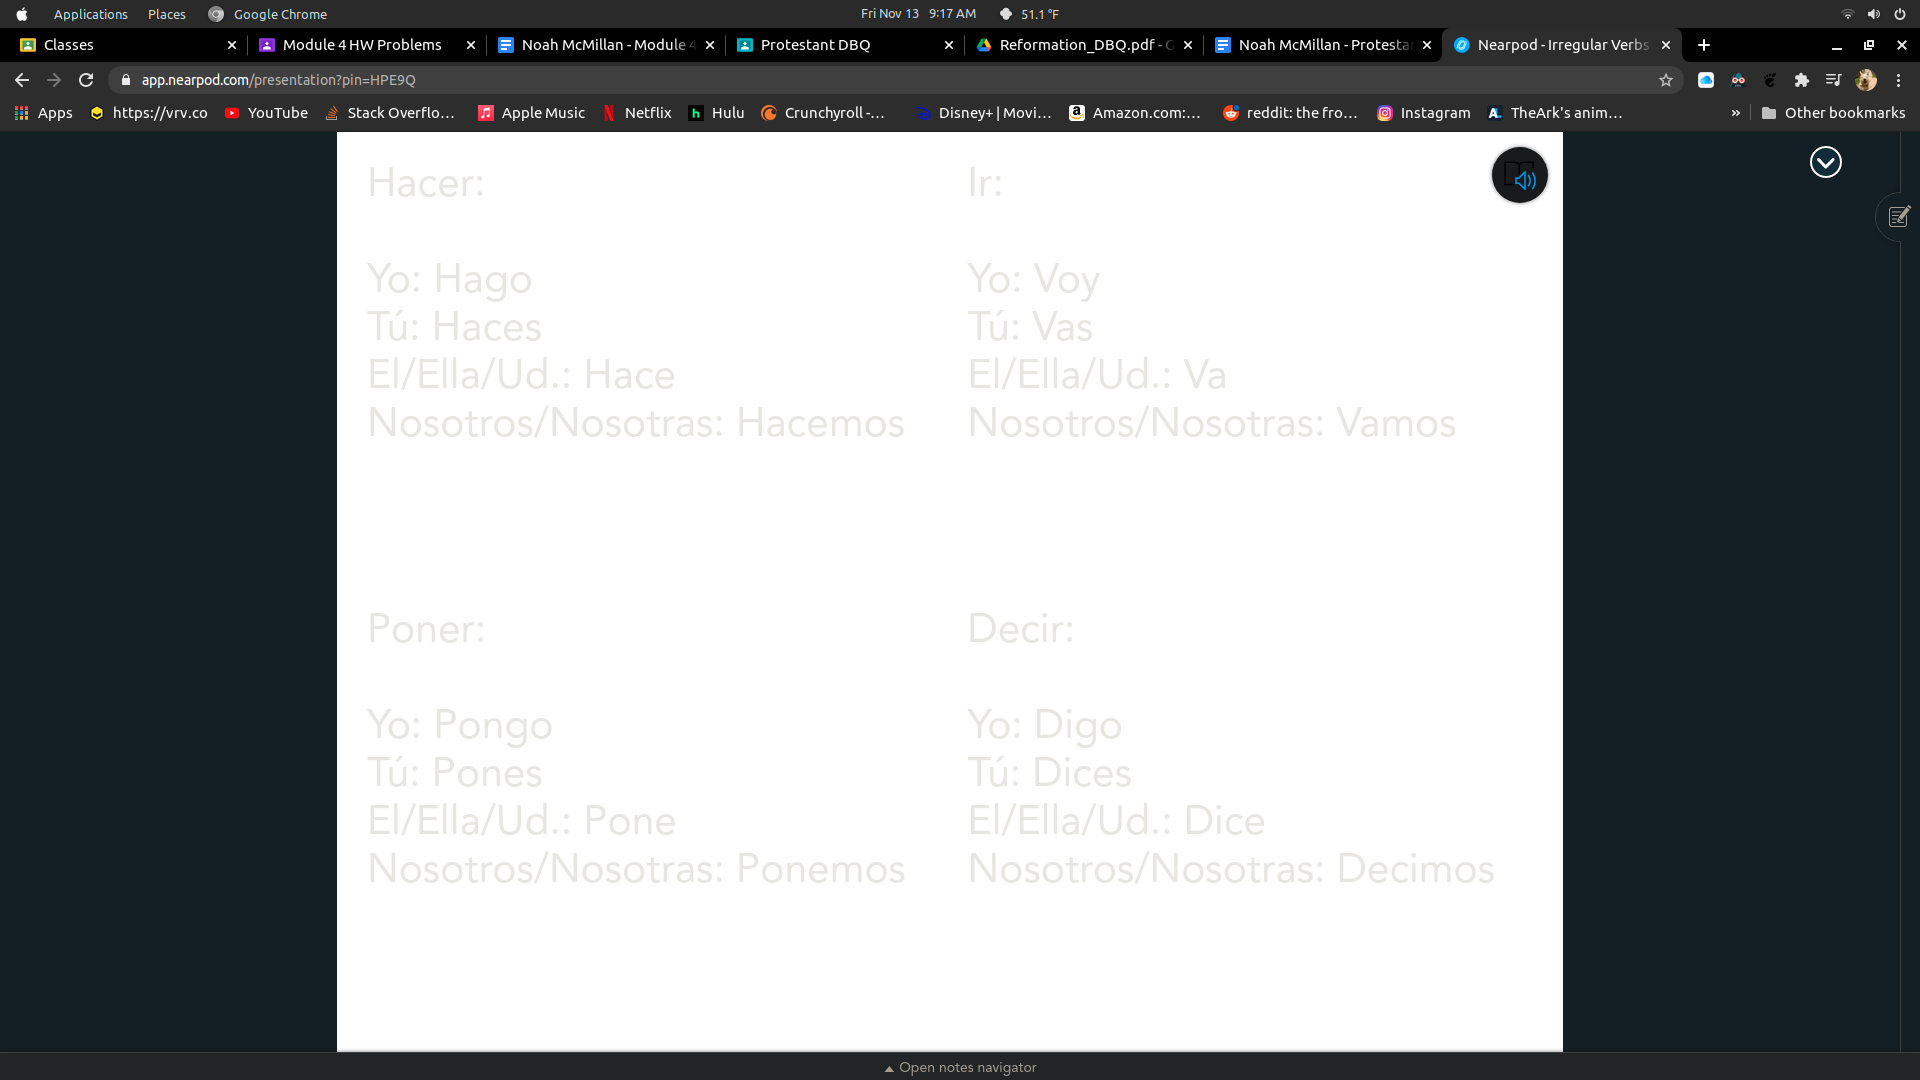 Applications Places Google Chrome Fri Nov 13 9:17 AM 51.1 °F
Classes Module 4 HW Problems Noah McMillan - Module 4 Protestant DBQ Reformation_DBQ.pdf - G Noah McMillan - Protesta Nearpod - Irregular Verbs
app.nearpod.com/presentation?pin=HPE9Q
Apps https://vrv.co YouTube Stack Overflo... Apple Music Netflix Hulu Crunchyroll -... Disney+ | Movi... Amazon.com:... reddit: the fro... Instagram TheArk's anim... » Other bookmarks
Hacer:
Yo: Hago
Tú: Haces
El/Ella/Ud.: Hace
Nosotros/Nosotras: Hacemos
Ir:
Yo: Voy
Tú: Vas
El/Ella/Ud.: Va
Nosotros/Nosotras: Vamos
Poner:
Yo: Pongo
Tú: Pones
El/Ella/Ud.: Pone
Nosotros/Nosotras: Ponemos
Decir:
Yo: Digo
Tú: Dices
El/Ella/Ud.: Dice
Nosotros/Nosotras: Decimos
Open notes navigator